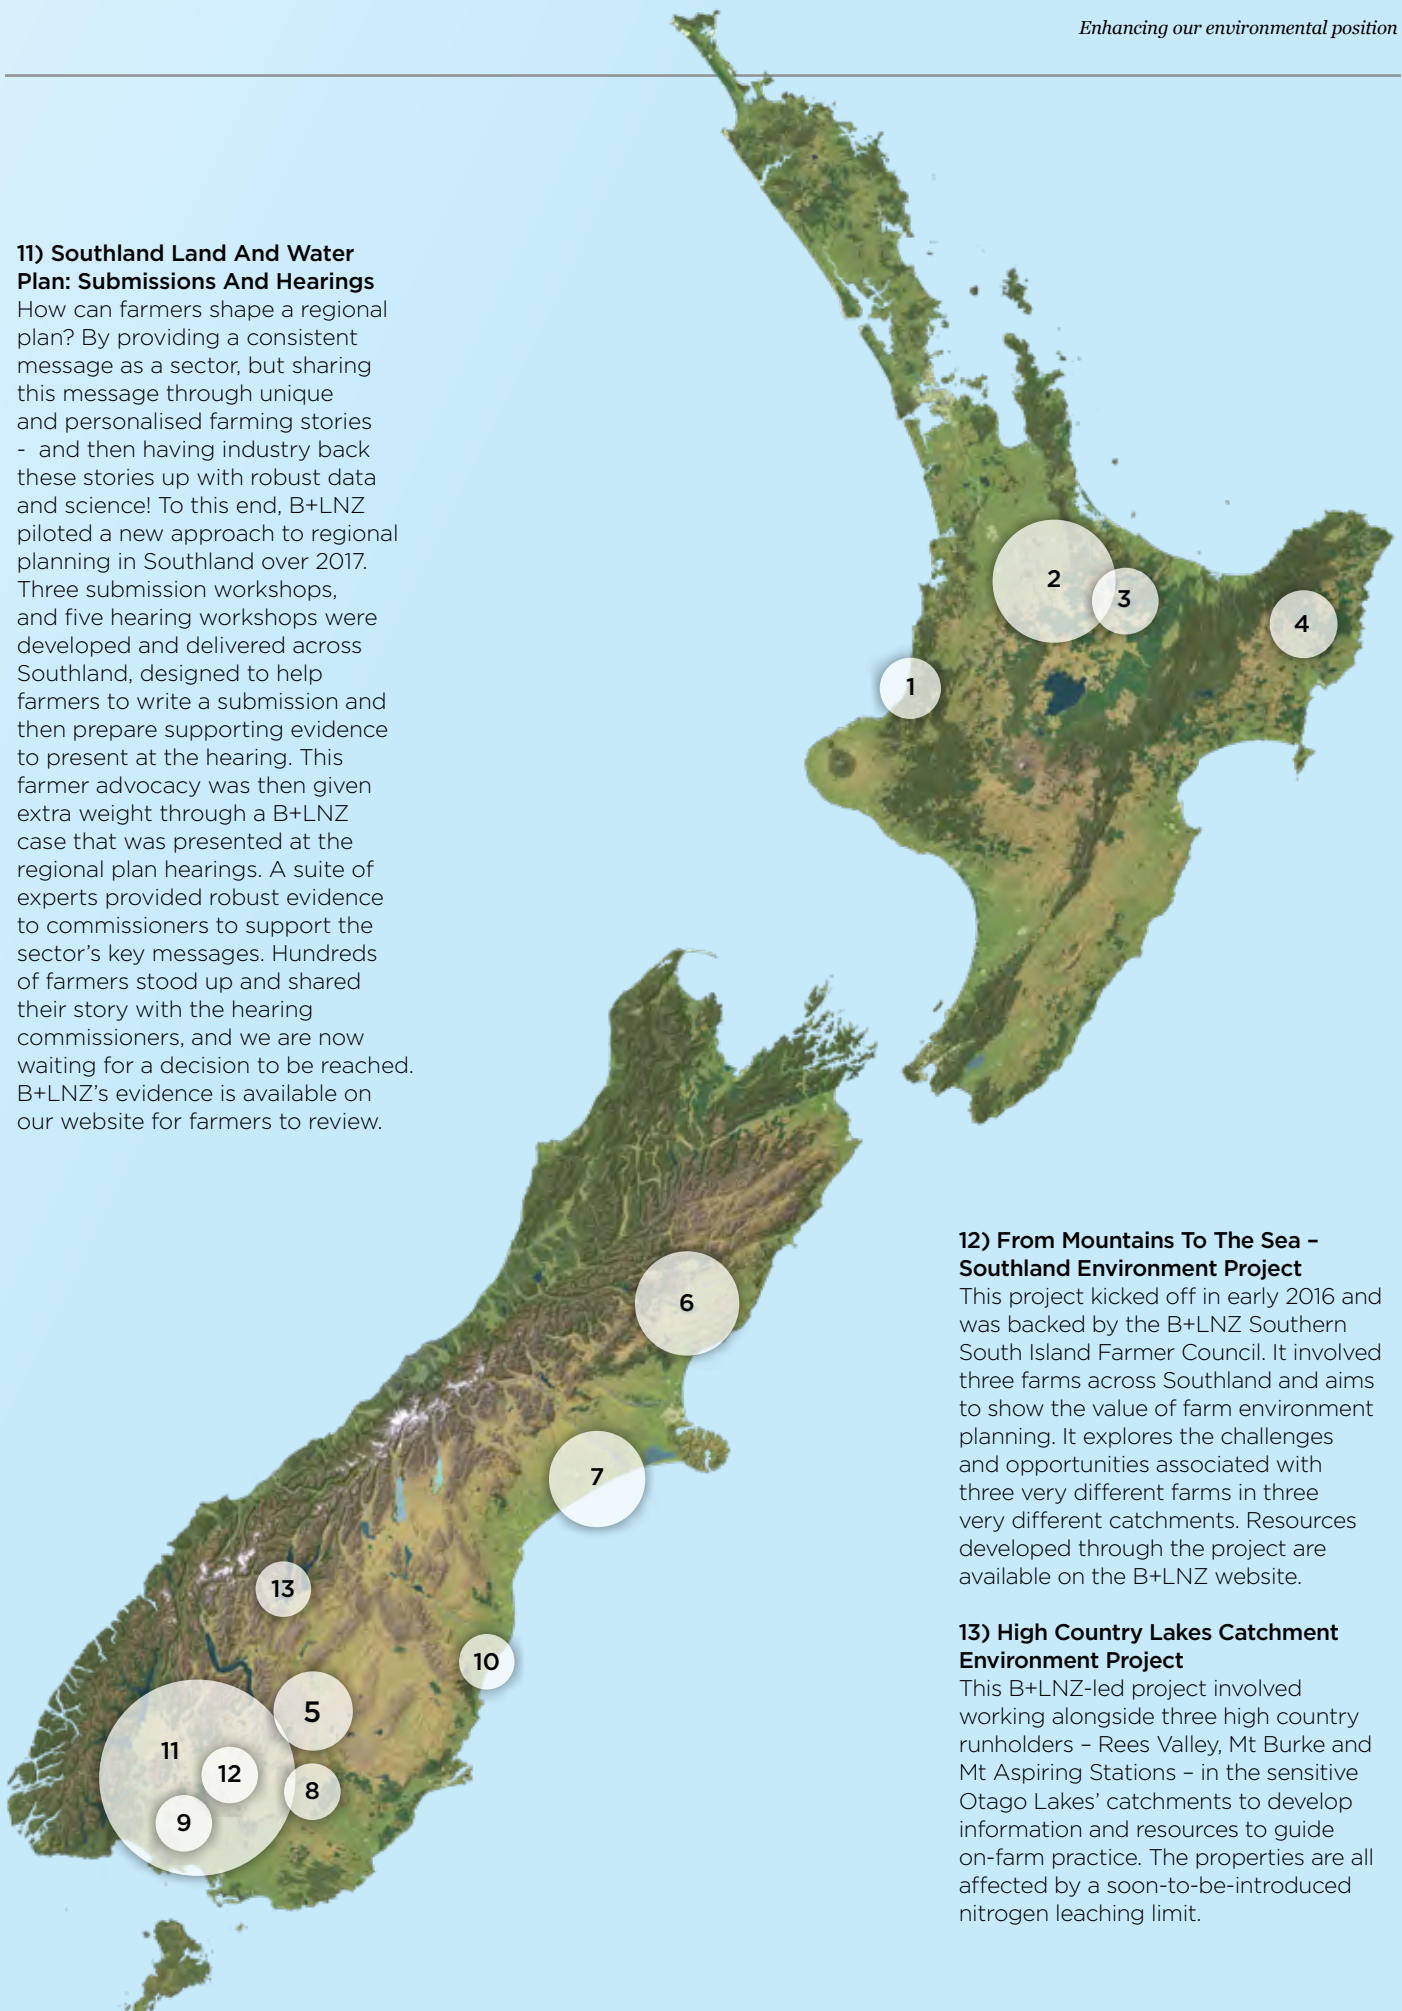 Enhancing our environmental position
11) Southland Land And Water
Plan: Submissions And Hearings
How can farmers shape a regional
plan? By providing a consistent
message as a sector, but sharing
this message through unique
and personalised farming stories
- and then having industry back
these stories up with robust data
and science! To this end, B+LNZ
piloted a new approach to regional
planning in Southland over 2017.
Three submission workshops,
and five hearing workshops were
developed and delivered across
Southland, designed to help
farmers to write a submission and
then prepare supporting evidence
to present at the hearing. This
farmer advocacy was then given
extra weight through a B+LNZ
case that was presented at the
regional plan hearings. A suite of
experts provided robust evidence
to commissioners to support the
sector's key messages. Hundreds
of farmers stood up and shared
their story with the hearing
commissioners, and we are now
waiting for a decision to be reached.
B+LNZ's evidence is available on
our website for farmers to review.
2
3
4
1
6
7
13
10
5
11
12
8
9
12) From Mountains To The Sea –
Southland Environment Project
This project kicked off in early 2016 and
was backed by the B+LNZ Southern
South Island Farmer Council. It involved
three farms across Southland and aims
to show the value of farm environment
planning. It explores the challenges
and opportunities associated with
three very different farms in three
very different catchments. Resources
developed through the project are
available on the B+LNZ website.
13) High Country Lakes Catchment
Environment Project
This B+LNZ-led project involved
working alongside three high country
runholders – Rees Valley, Mt Burke and
Mt Aspiring Stations – in the sensitive
Otago Lakes' catchments to develop
information and resources to guide
on-farm practice. The properties are all
affected by a soon-to-be-introduced
nitrogen leaching limit.